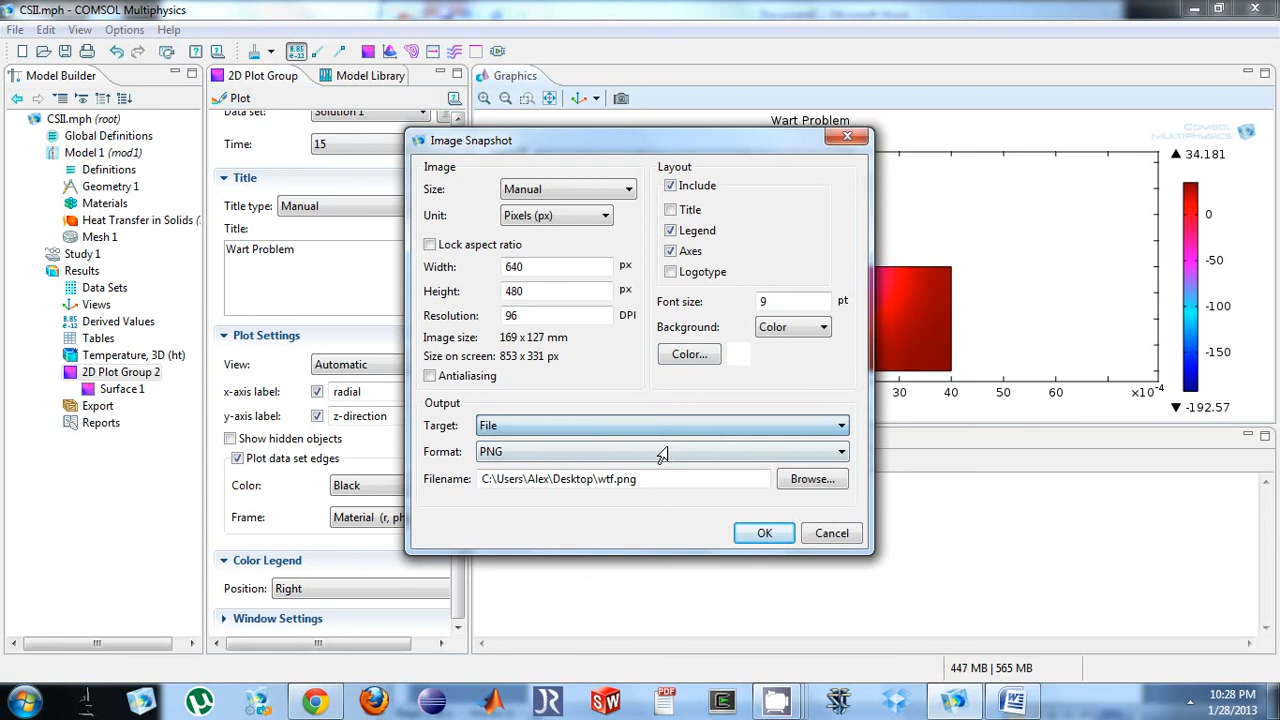 CSII.mph - COMSOL Multiphysics
File Edit View Options Help
8.85
e-12
Model Builder
2D Plot Group
Model Library
Graphics
Plot
CSII.mph (root)
Global Definitions
Model 1 (mod1)
Definitions
Geometry 1
Materials
Heat Transfer in Solids (
Mesh 1
Study 1
Results
Data Sets
Views
Derived Values
Tables
Temperature, 3D (ht)
2D Plot Group 2
Surface 1
Export
Reports
Data set: Solution 1
Time: 15
Title
Title type: Manual
Title:
Wart Problem
Plot Settings
View: Automatic
x-axis label: radial
y-axis label: z-direction
Show hidden objects
Plot data set edges
Color: Black
Frame: Material (r, ph
Color Legend
Position: Right
Window Settings
Image Snapshot
Image
Size: Manual
Unit: Pixels (px)
Lock aspect ratio
Width: 640 px
Height: 480 px
Resolution: 96 DPI
Image size: 169 x 127 mm
Size on screen: 853 x 331 px
Antialiasing
Layout
Include
Title
Legend
Axes
Logotype
Font size: 9 pt
Background: Color
Color...
Output
Target: File
Format: PNG
Filename: C:\Users\Alex\Desktop\wtf.png Browse...
OK Cancel
Wart Problem
COMSOL
MULTIPHYSICS
▲ 34.181
0
-50
-100
-150
▼ -192.57
30 40 ×10⁻⁴
447 MB | 565 MB
PDF
10:28 PM
1/28/2013